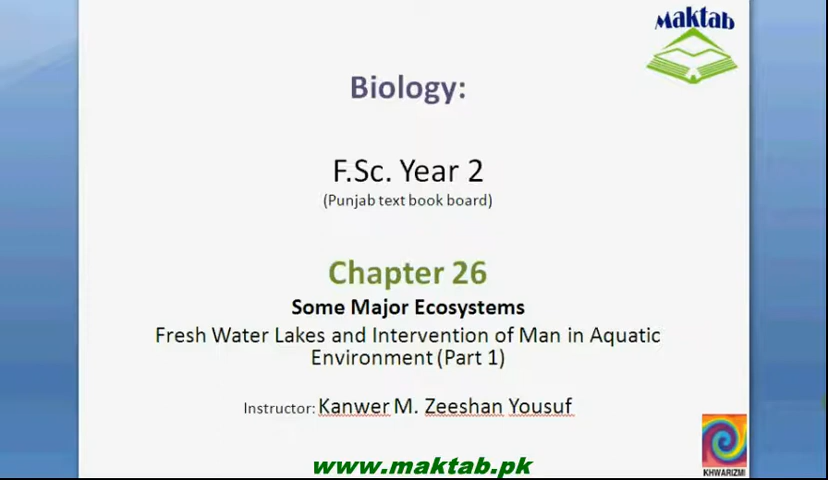 Maktab
Biology:
F.Sc. Year 2
(Punjab text book board)
Chapter 26
Some Major Ecosystems
Fresh Water Lakes and Intervention of Man in Aquatic
Environment (Part 1)
Instructor: Kanwer M. Zeeshan Yousuf
KHWARIZMI
www.maktab.pk